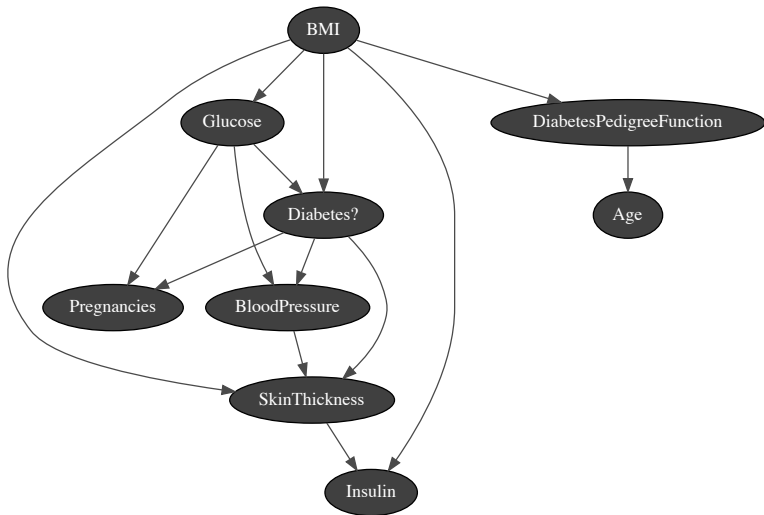 BMI
Glucose
DiabetesPedigreeFunction
Diabetes?
Age
Pregnancies
BloodPressure
SkinThickness
Insulin